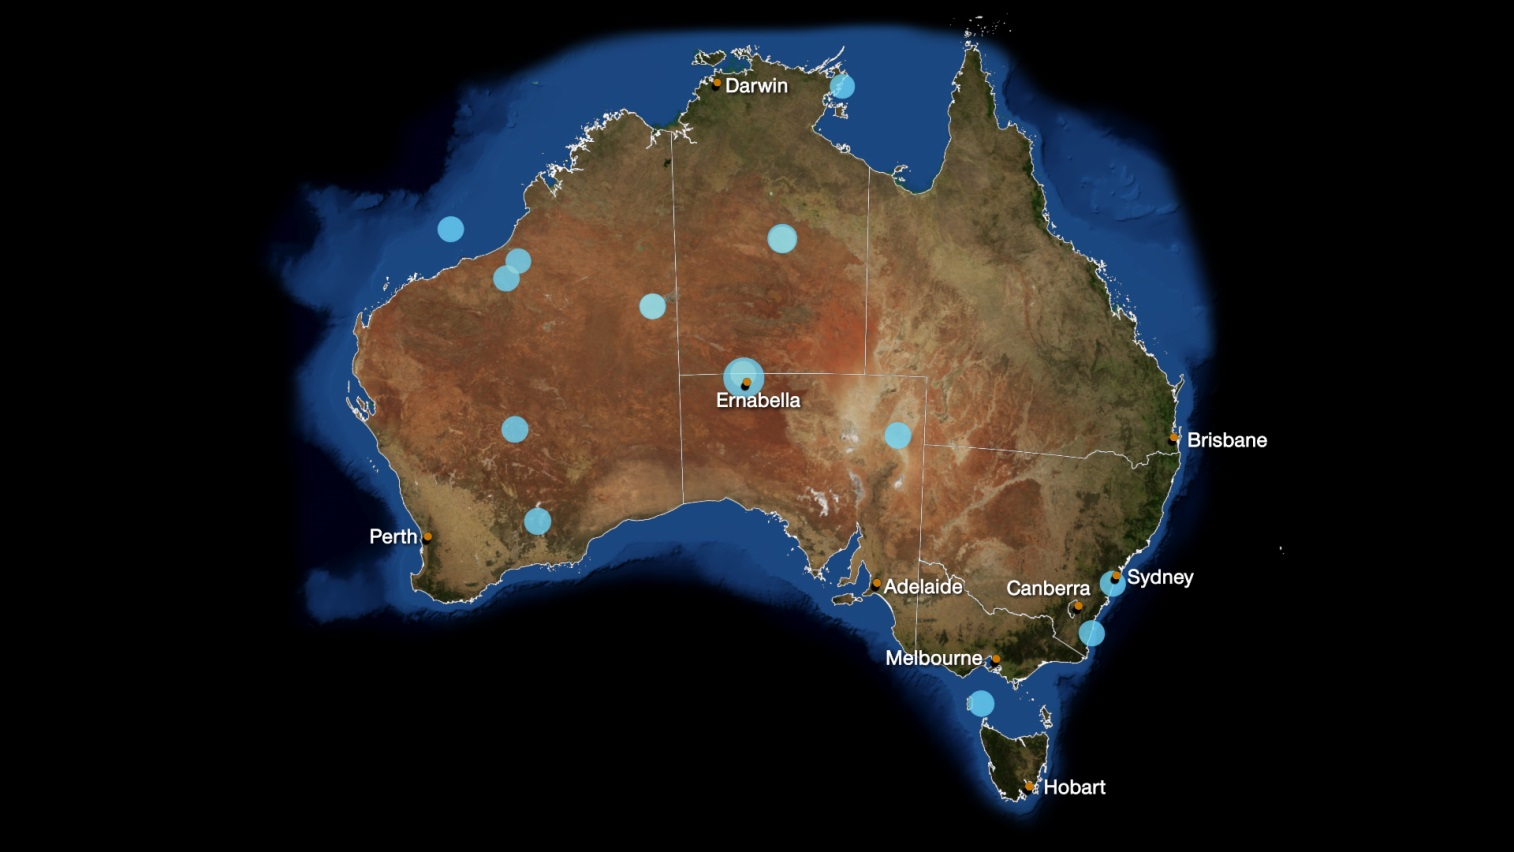 Darwin
Ernabella
Brisbane
Perth
Sydney
Adelaide
Canberra
Melbourne
Hobart